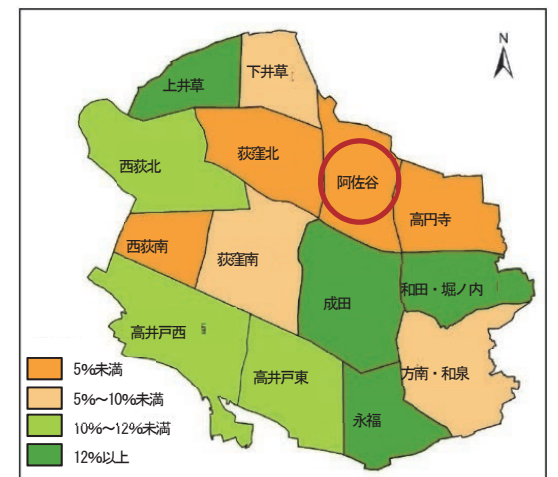 N
上井草
下井草
西荻北
荻窪北
阿佐谷
高円寺
西荻南
荻窪南
成田
和田・堀ノ内
高井戸西
高井戸東
方南・和泉
永福
5%未満
5%～10%未満
10%～12%未満
12%以上